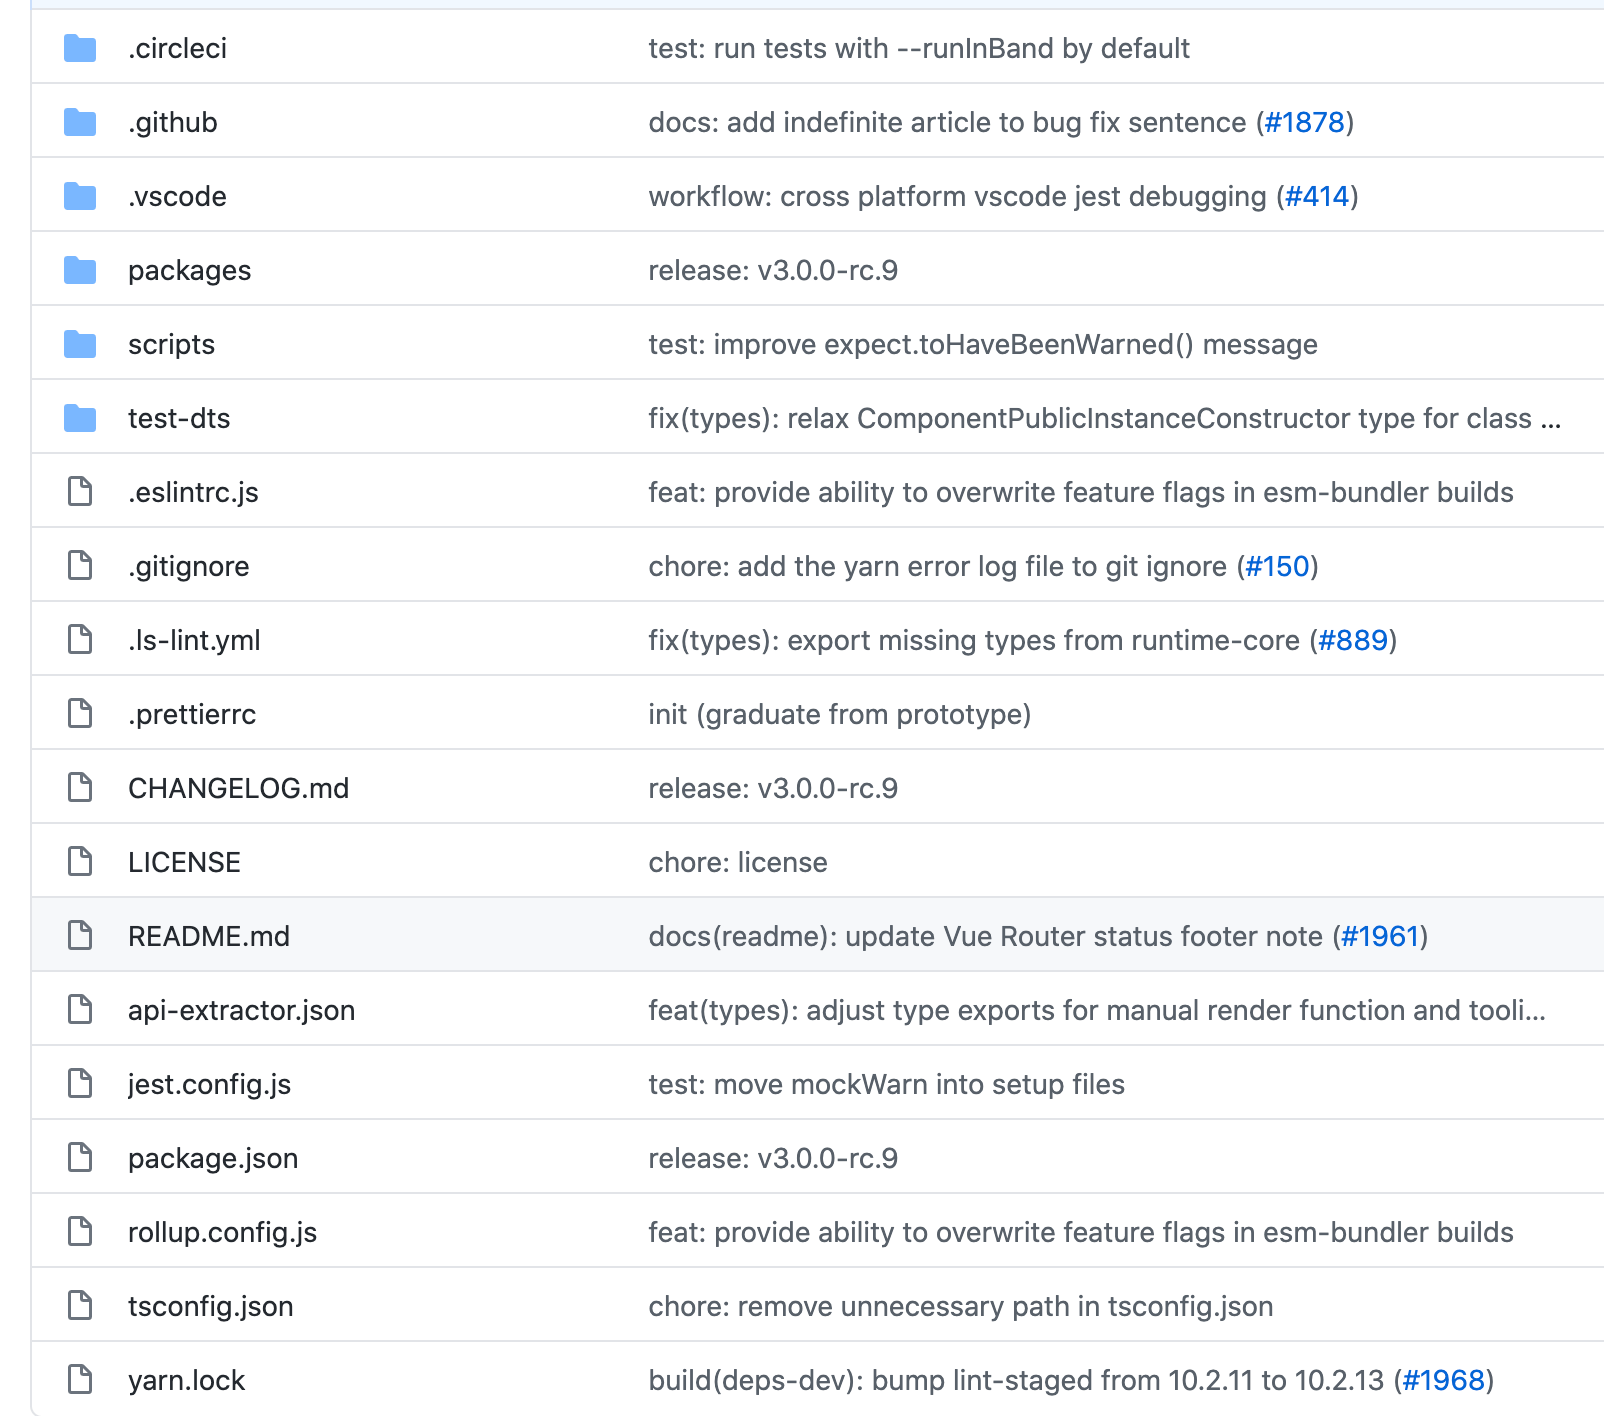 .circleci test: run tests with --runInBand by default
.github docs: add indefinite article to bug fix sentence (#1878)
.vscode workflow: cross platform vscode jest debugging (#414)
packages release: v3.0.0-rc.9
scripts test: improve expect.toHaveBeenWarned() message
test-dts fix(types): relax ComponentPublicInstanceConstructor type for class ...
.eslintrc.js feat: provide ability to overwrite feature flags in esm-bundler builds
.gitignore chore: add the yarn error log file to git ignore (#150)
.ls-lint.yml fix(types): export missing types from runtime-core (#889)
.prettierrc init (graduate from prototype)
CHANGELOG.md release: v3.0.0-rc.9
LICENSE chore: license
README.md docs(readme): update Vue Router status footer note (#1961)
api-extractor.json feat(types): adjust type exports for manual render function and tooli...
jest.config.js test: move mockWarn into setup files
package.json release: v3.0.0-rc.9
rollup.config.js feat: provide ability to overwrite feature flags in esm-bundler builds
tsconfig.json chore: remove unnecessary path in tsconfig.json
yarn.lock build(deps-dev): bump lint-staged from 10.2.11 to 10.2.13 (#1968)